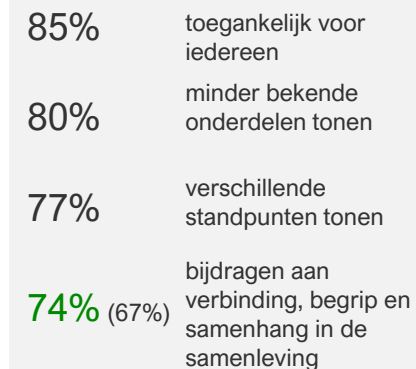 85% toegankelijk voor
iedereen
80% minder bekende
onderdelen tonen
77% verschillende
standpunten tonen
74% (67%) bijdragen aan
verbinding, begrip en
samenhang in de
samenleving